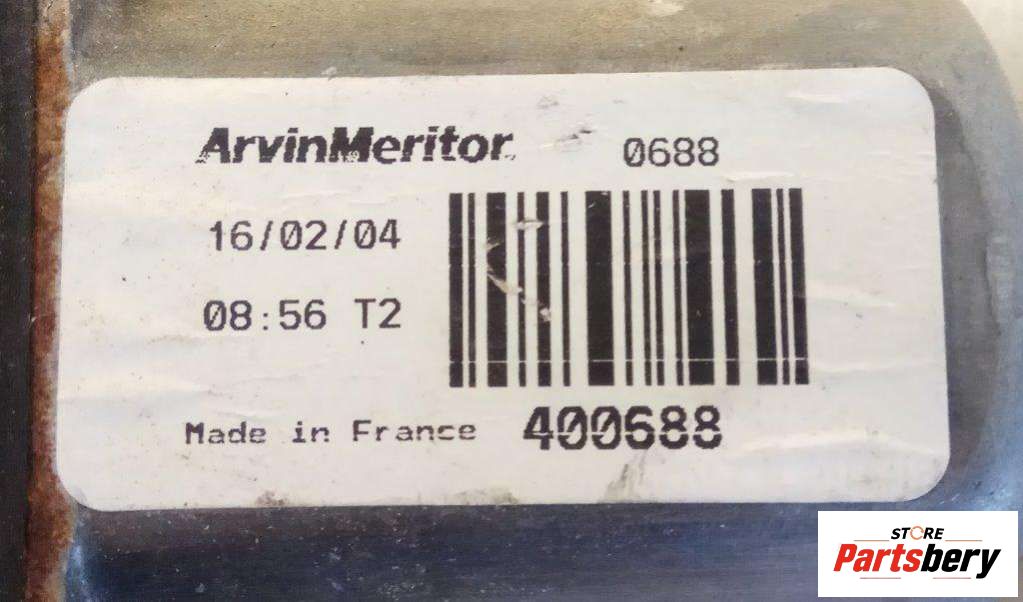 ArvinMeritor 0688
16/02/04
08:56 T2
Made in France 400688
STORE
Partsbery